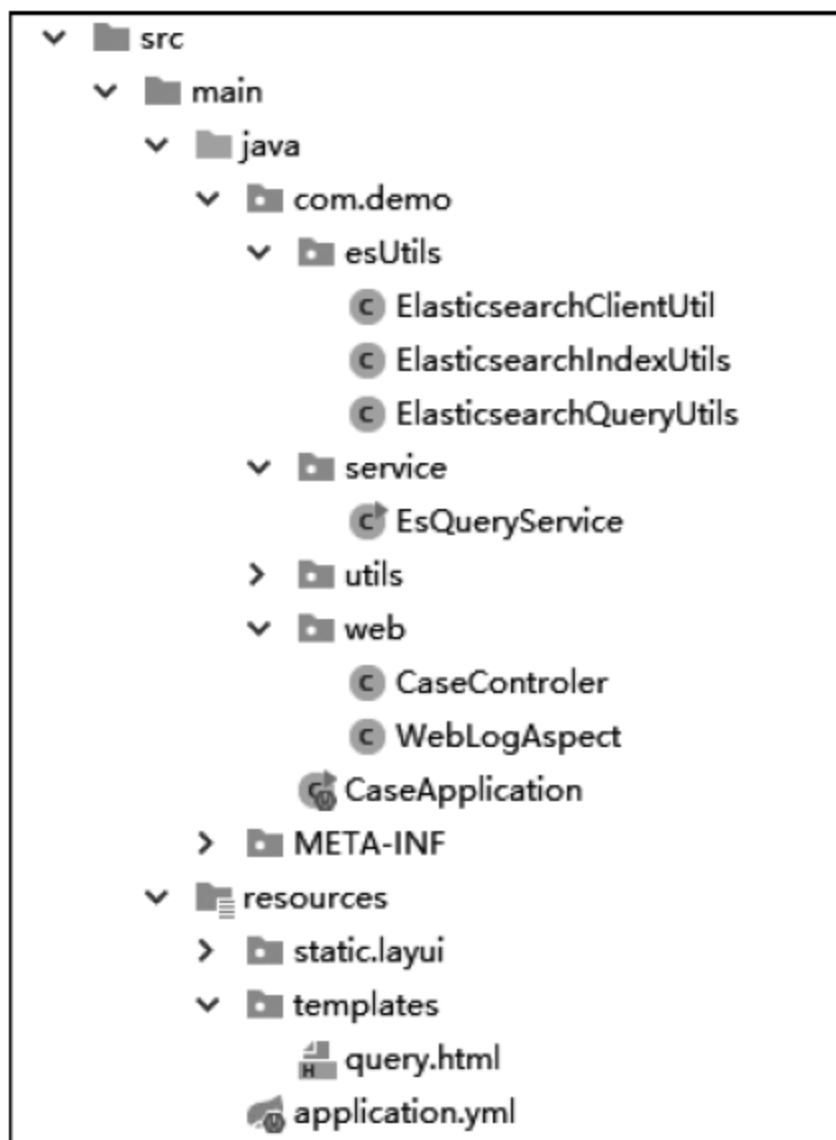 src
main
java
com.demo
esUtils
ElasticsearchClientUtil
ElasticsearchIndexUtils
ElasticsearchQueryUtils
service
EsQueryService
utils
web
CaseControler
WebLogAspect
CaseApplication
META-INF
resources
static.layui
templates
query.html
application.yml